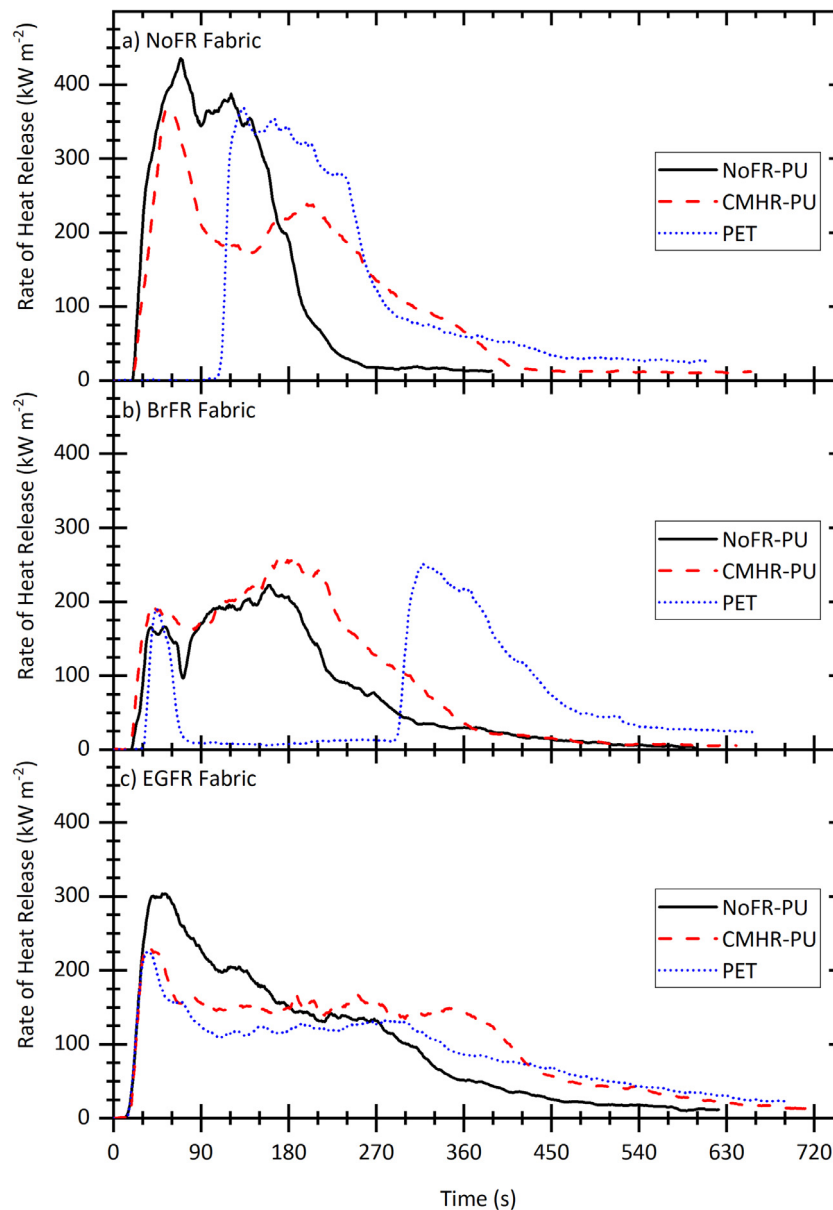 a) NoFR Fabric
Rate of Heat Release (kW m⁻²)
400
300
200
100
0
NoFR-PU
CMHR-PU
PET
b) BrFR Fabric
Rate of Heat Release (kW m⁻²)
400
300
200
100
0
NoFR-PU
CMHR-PU
PET
c) EGFR Fabric
Rate of Heat Release (kW m⁻²)
400
300
200
100
0
NoFR-PU
CMHR-PU
PET
0 90 180 270 360 450 540 630 720
Time (s)